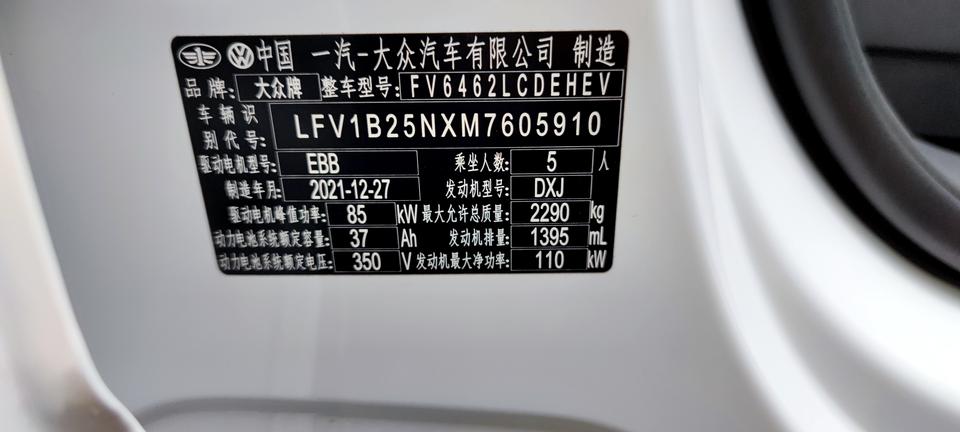 中国 一汽-大众汽车有限公司 制造
品牌: 大众牌 整车型号: FV6462LCDEHEV
车辆识别代号: LFV1B25NXM7605910
驱动电机型号: EBB 乘坐人数: 5 人
制造年月: 2021-12-27 发动机型号: DXJ
驱动电机峰值功率: 85 kW 最大允许总质量: 2290 kg
动力电池系统额定容量: 37 Ah 发动机排量: 1395 mL
动力电池系统额定电压: 350 V 发动机最大净功率: 110 kW